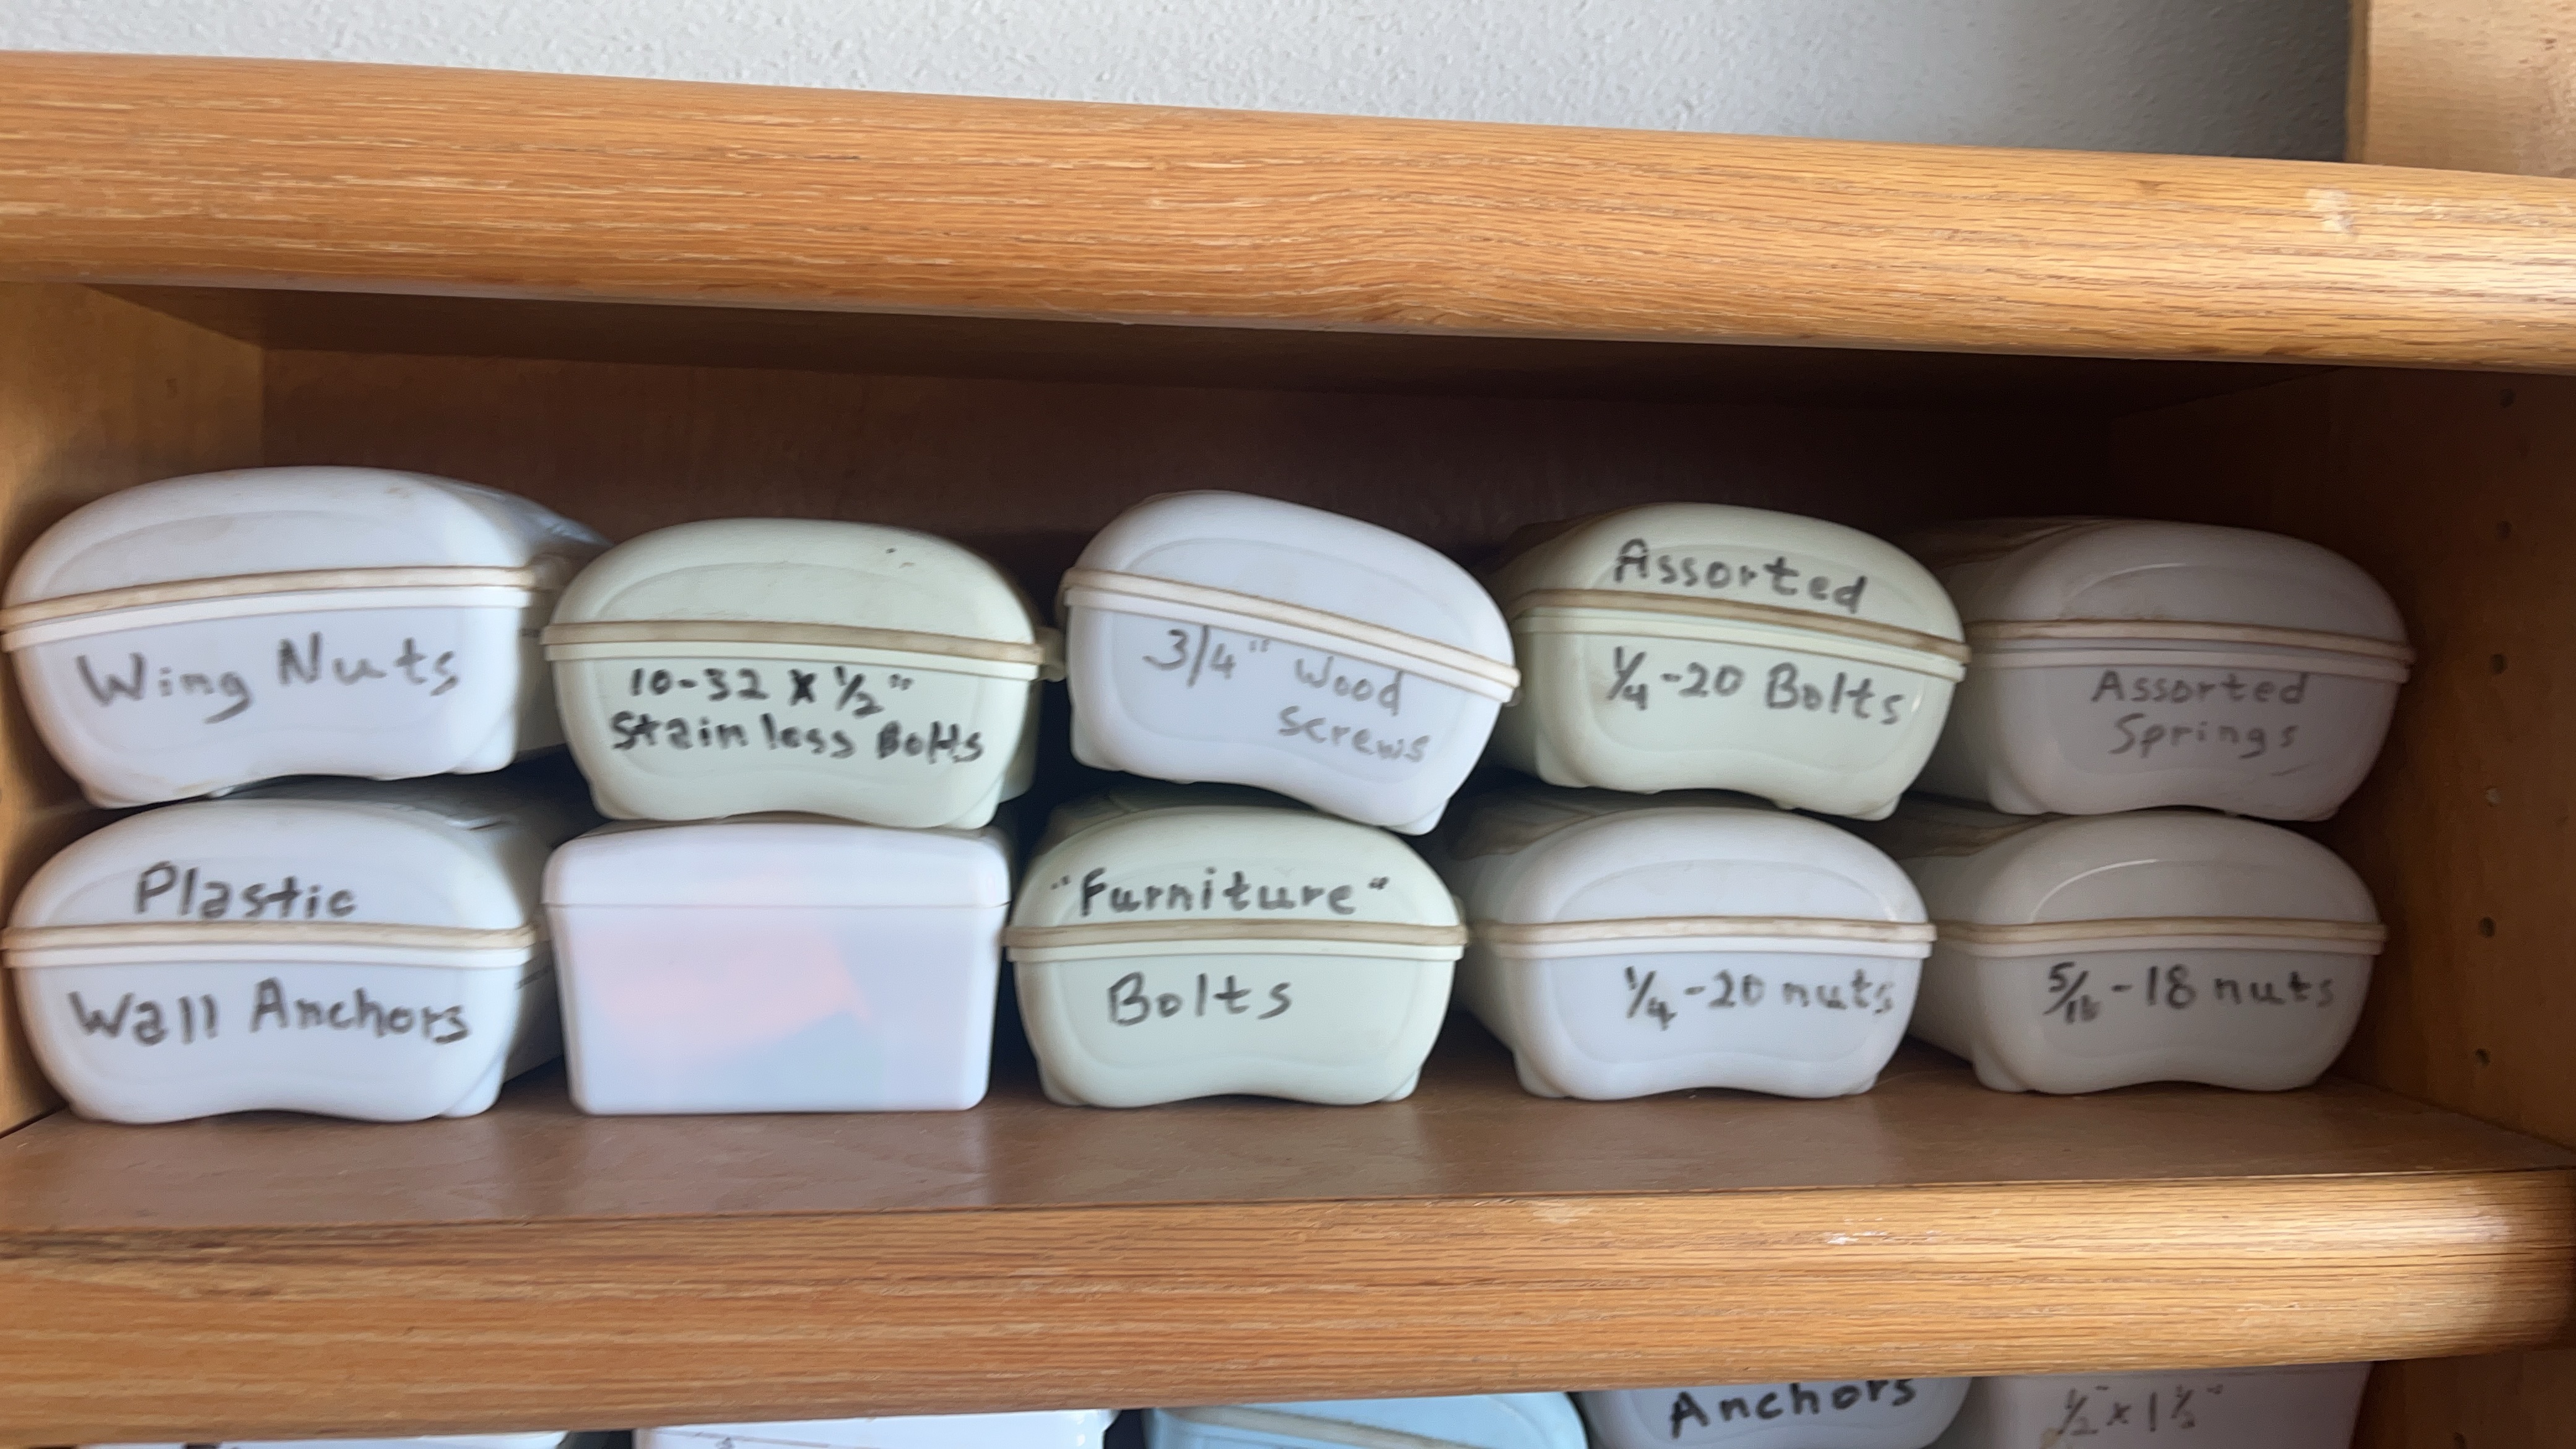 Wing Nuts
10-32 x 1/2"
Stainless Bolts
3/4" Wood
screws
Assorted
1/4-20 Bolts
Assorted
Springs
Plastic
Wall Anchors
"Furniture"
Bolts
1/4-20 nuts
5/16-18 nuts
Anchors